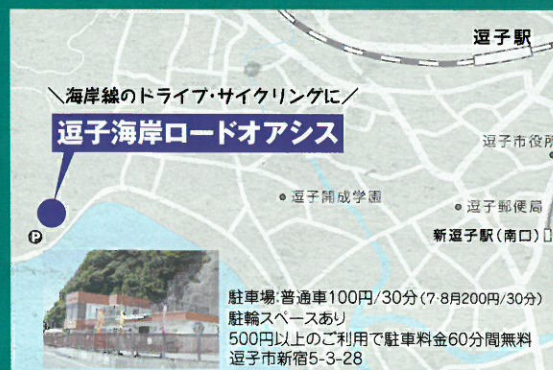 逗子駅
＼海岸線のドライブ・サイクリングに／
逗子海岸ロードオアシス
逗子市役所
逗子開成学園
逗子郵便局
新逗子駅(南口)
P
駐車場:普通車100円/30分(7-8月200円/30分)
駐輪スペースあり
500円以上のご利用で駐車料金60分間無料
逗子市新宿5-3-28